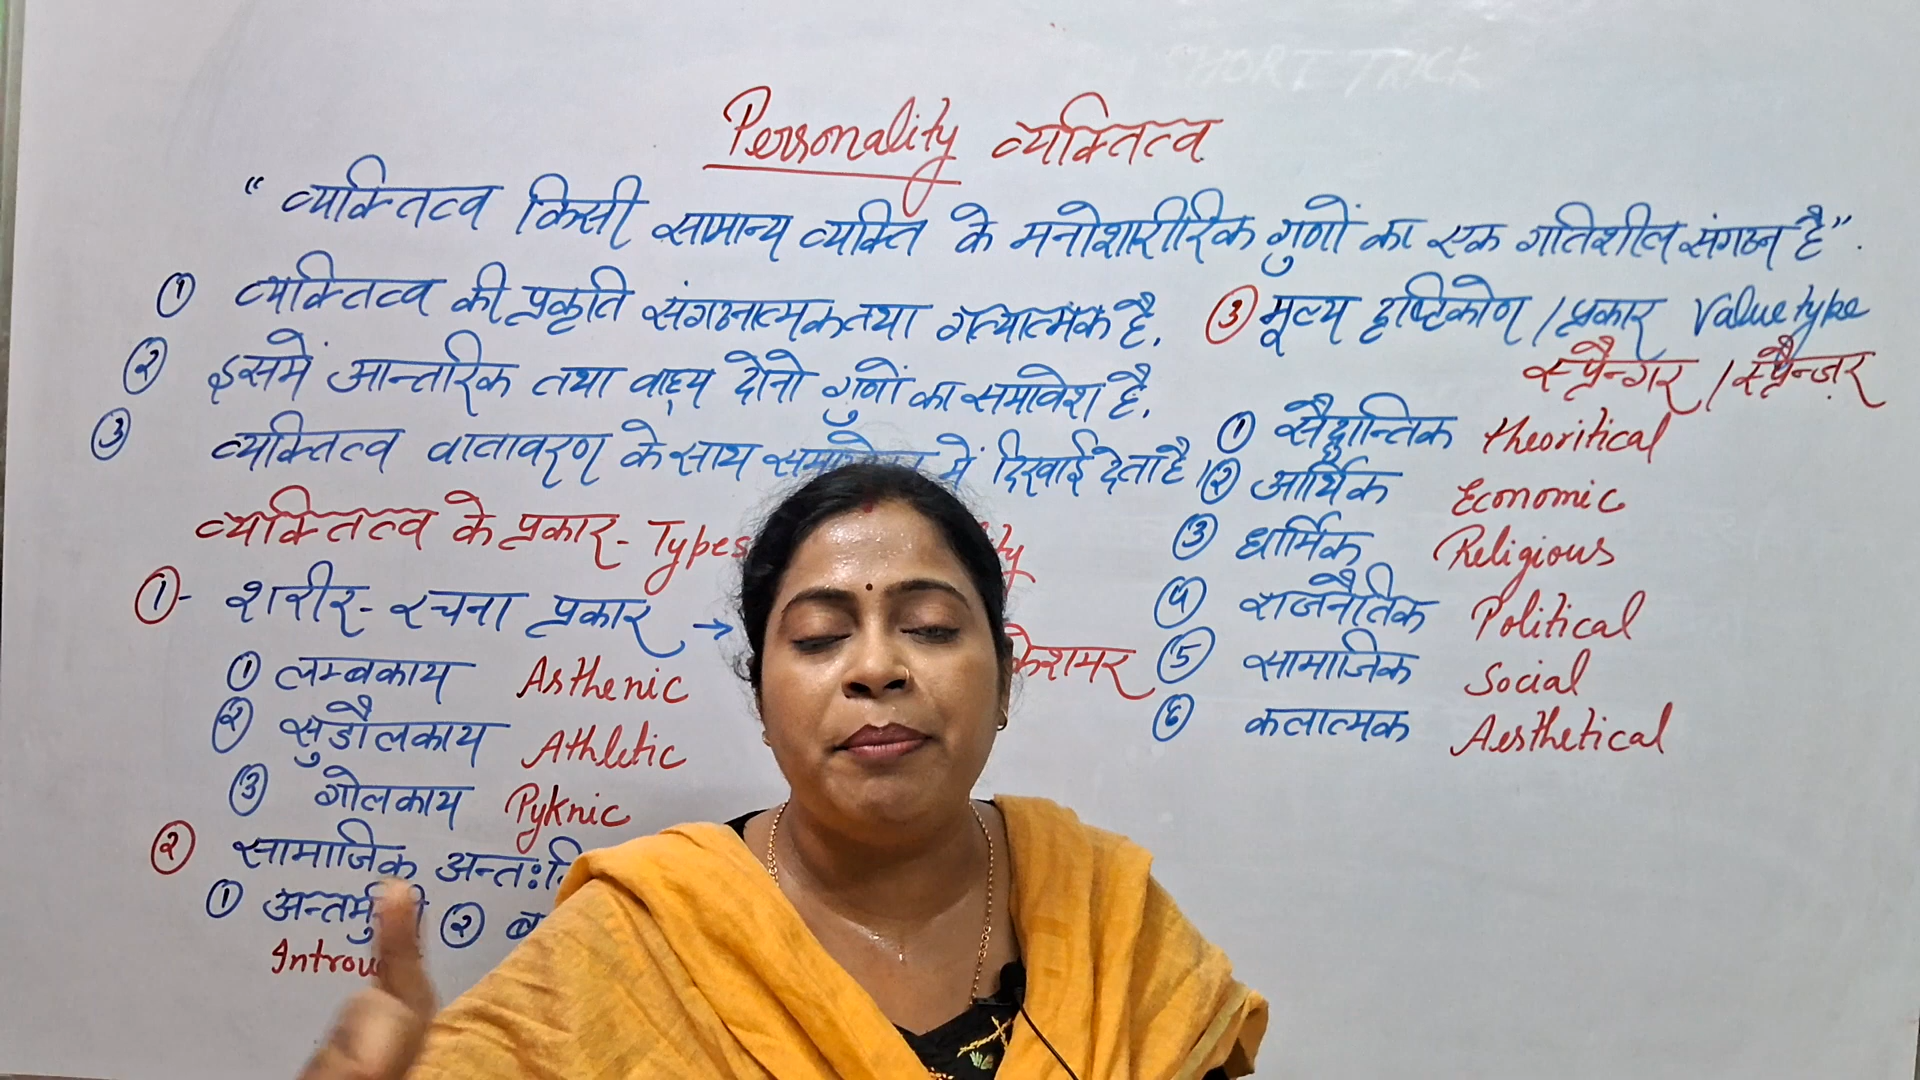 SHORT TRICK
Personality व्यक्तित्व
“ व्यक्तित्व किसी सामान्य व्यक्ति के मनोशारीरिक गुणों का एक गतिशील संगठन है”.
① व्यक्तित्व की प्रकृति संगठनात्मक तथा गत्यात्मक है.
② इसमें आन्तरिक तथा वाह्य दोनो गुणों का समावेश है.
③ व्यक्तित्व वातावरण के साथ में दिखाई देता है
व्यक्तित्व के प्रकार- Types
①- शरीर-रचना प्रकार →
केशमर
① लम्बकाय Asthenic
② सुडौलकाय Athletic
③ गोलकाय Pyknic
② सामाजिक
① ②
③ मूल्य दृष्टिकोण / प्रकार Value type
स्प्रैन्गर / स्प्रैन्ज़र
① सैद्धान्तिक theoritical
② आर्थिक Economic
③ धार्मिक Religious
④ राजनैतिक Political
⑤ सामाजिक Social
⑥ कलात्मक Aesthetical